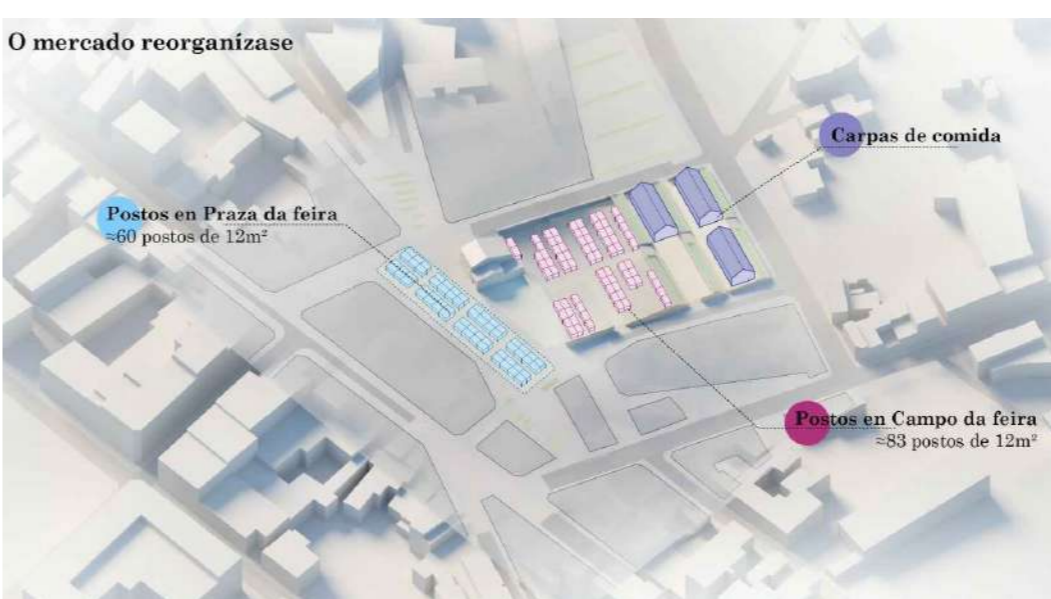 O mercado reorganízase
Carpas de comida
Postos en Praza da feira
≈60 postos de 12m²
Postos en Campo da feira
≈83 postos de 12m²